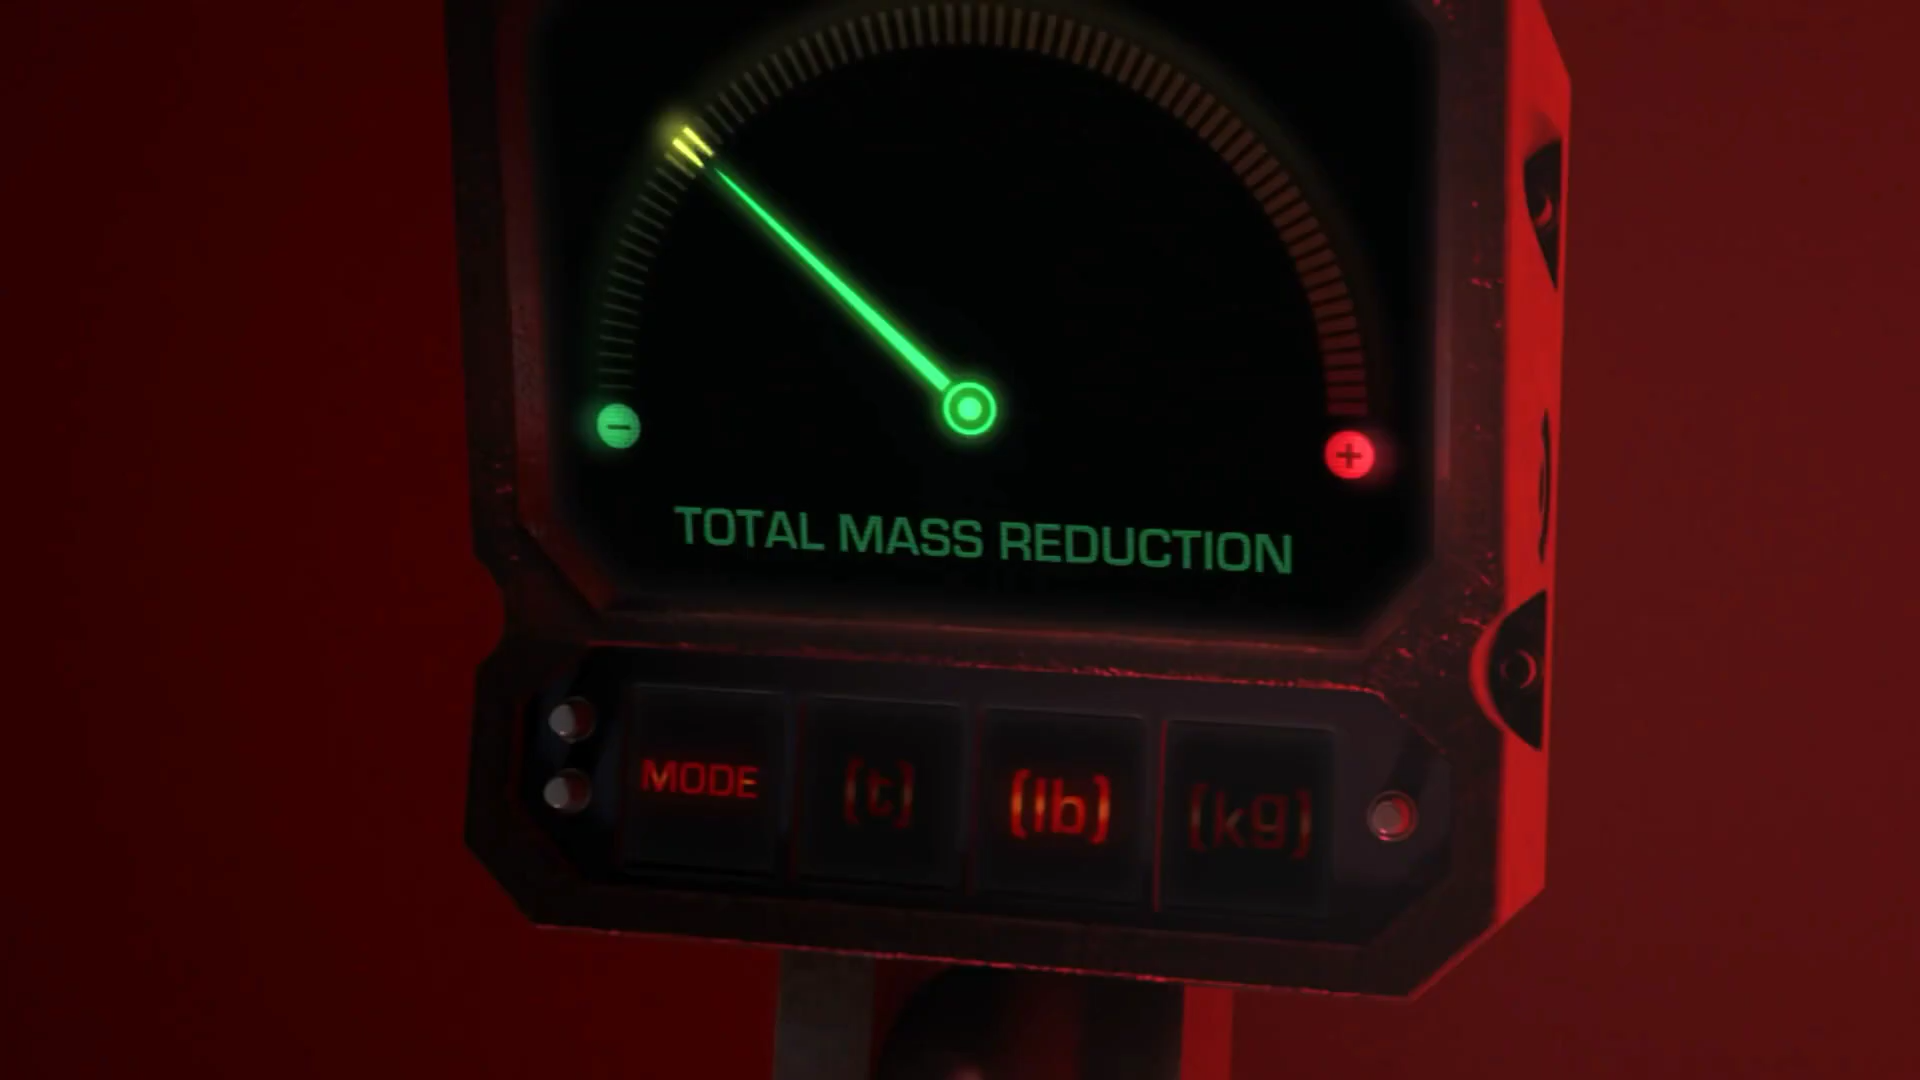 −
+
TOTAL MASS REDUCTION
MODE
(t)
(lb)
(kg)